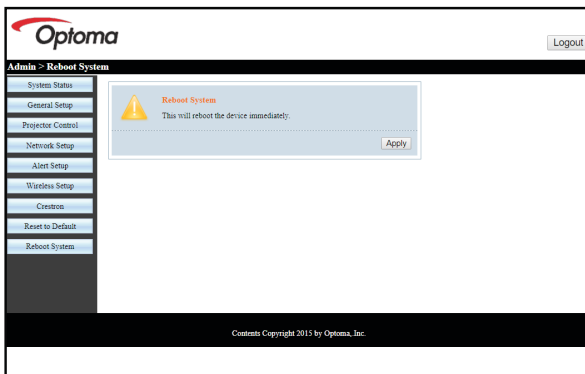 Optoma
Logout
Admin > Reboot System
System Status
General Setup
Projector Control
Network Setup
Alert Setup
Wireless Setup
Crestron
Reset to Default
Reboot System
Reboot System
This will reboot the device immediately.
Apply
Contents Copyright 2015 by Optoma, Inc.